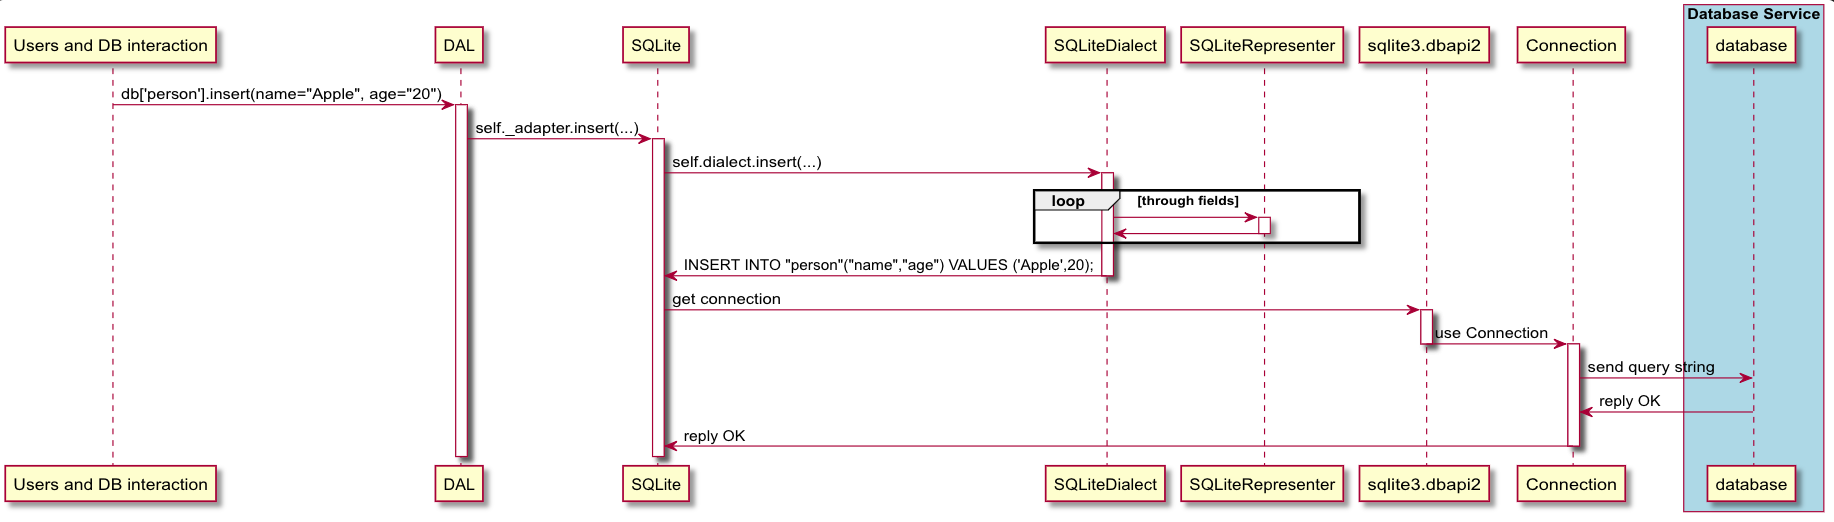 Database Service
Users and DB interaction
DAL
SQLite
SQLiteDialect
SQLiteRepresenter
sqlite3.dbapi2
Connection
database
db['person'].insert(name="Apple", age="20")
self._adapter.insert(...)
self.dialect.insert(...)
loop
[through fields]
INSERT INTO "person"("name","age") VALUES ('Apple',20);
get connection
use Connection
send query string
reply OK
reply OK
Users and DB interaction
DAL
SQLite
SQLiteDialect
SQLiteRepresenter
sqlite3.dbapi2
Connection
database